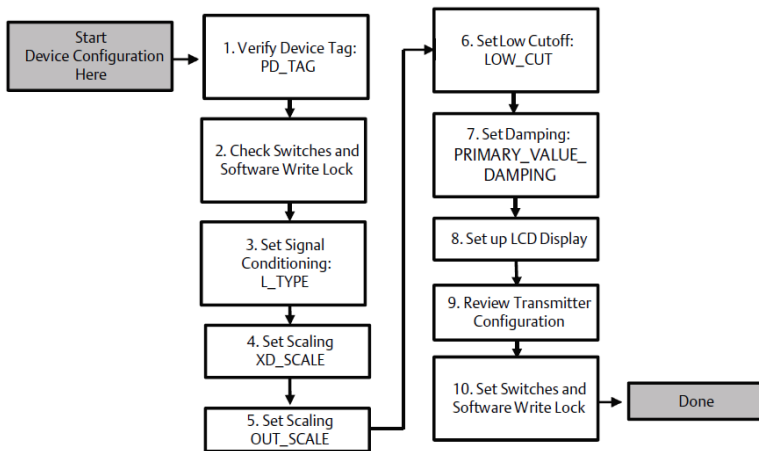 Start
Device Configuration
Here
1. Verify Device Tag:
PD_TAG
2. Check Switches and
Software Write Lock
3. Set Signal
Conditioning:
L_TYPE
4. Set Scaling
XD_SCALE
5. Set Scaling
OUT_SCALE
6. Set Low Cutoff:
LOW_CUT
7. Set Damping:
PRIMARY_VALUE_
DAMPING
8. Set up LCD Display
9. Review Transmitter
Configuration
10. Set Switches and
Software Write Lock
Done